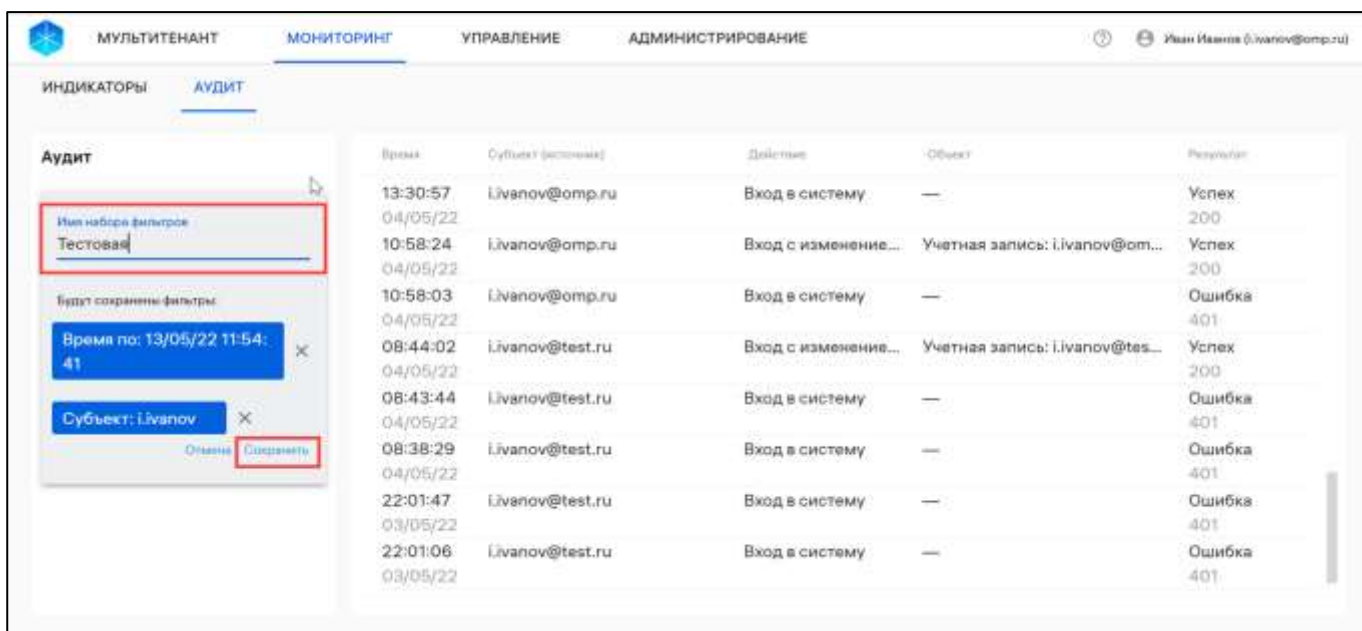 МУЛЬТИТЕНАНТ МОНИТОРИНГ УПРАВЛЕНИЕ АДМИНИСТРИРОВАНИЕ Иван Иванов (i.ivanov@omp.ru)
ИНДИКАТОРЫ АУДИТ
Аудит
Имя набора фильтров
Тестовая
Будут сохранены фильтры:
Время по: 13/05/22 11:54:
41
Субъект: i.ivanov
Отмена Сохранить
Время Субъект (источник) Действие Объект Результат
13:30:57 i.ivanov@omp.ru Вход в систему — Успех
04/05/22 200
10:58:24 i.ivanov@omp.ru Вход с изменение... Учетная запись: i.ivanov@om... Успех
04/05/22 200
10:58:03 i.ivanov@omp.ru Вход в систему — Ошибка
04/05/22 401
08:44:02 i.ivanov@test.ru Вход с изменение... Учетная запись: i.ivanov@tes... Успех
04/05/22 200
08:43:44 i.ivanov@test.ru Вход в систему — Ошибка
04/05/22 401
08:38:29 i.ivanov@test.ru Вход в систему — Ошибка
04/05/22 401
22:01:47 i.ivanov@test.ru Вход в систему — Ошибка
03/05/22 401
22:01:06 i.ivanov@test.ru Вход в систему — Ошибка
03/05/22 401